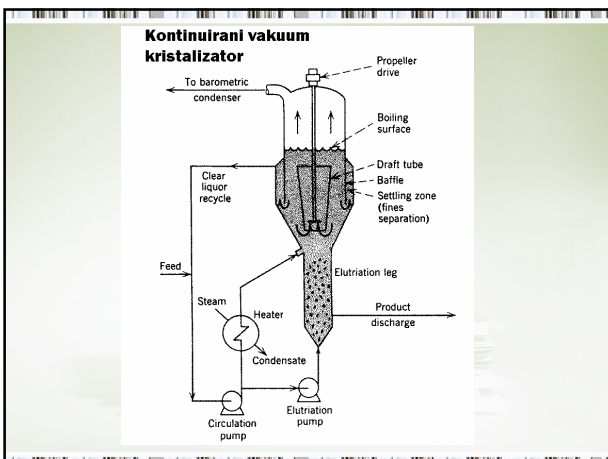 Kontinuirani vakuum
kristalizator
Propeller
drive
To barometric
condenser
Boiling
surface
Draft tube
Baffle
Settling zone
(fines
separation)
Clear
liquor
recycle
Feed
Elutriation leg
Steam
Heater
Product
discharge
Condensate
Circulation
pump
Elutriation
pump